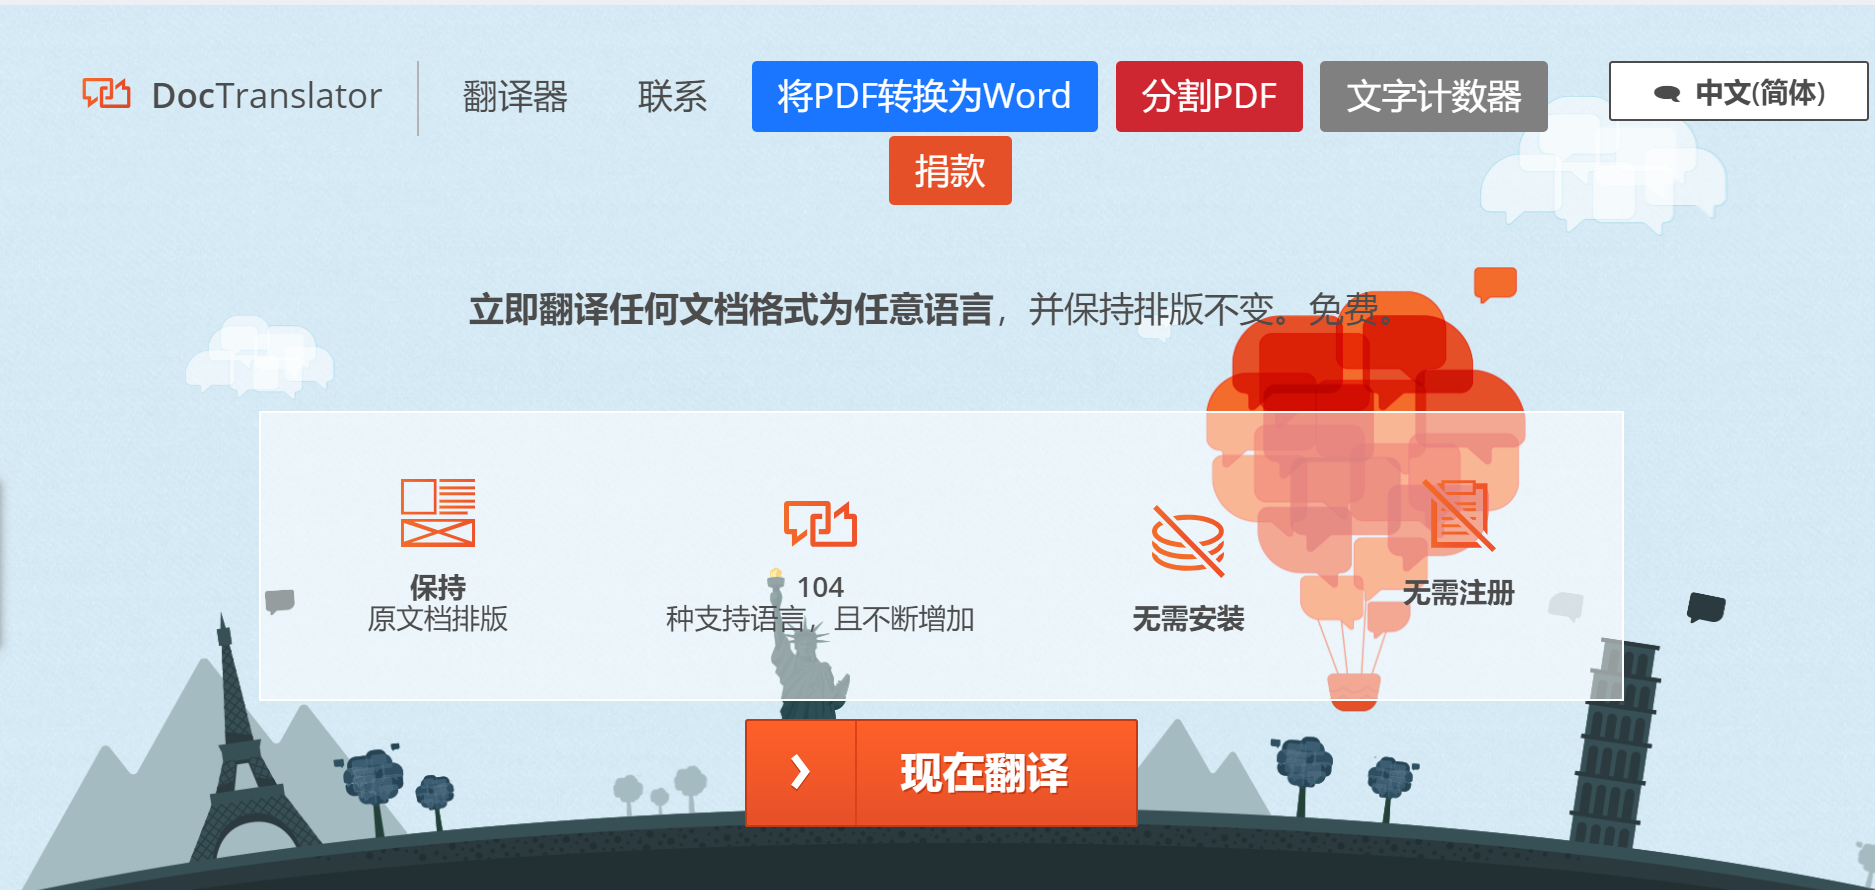 DocTranslator
翻译器
联系
将PDF转换为Word
分割PDF
文字计数器
中文(简体)
捐款
立即翻译任何文档格式为任意语言，并保持排版不变。免费。
保持
原文档排版
104
种支持语言，且不断增加
无需安装
无需注册
现在翻译